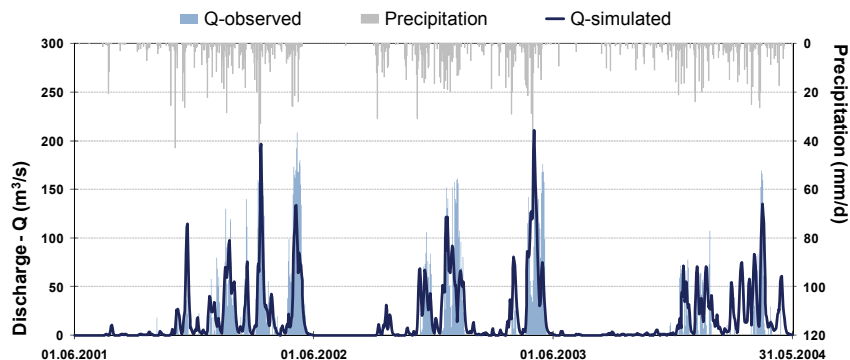 Q-observed Precipitation Q-simulated
300 0
250 20
200 40
150 60
100 80
50 100
0 120
Discharge - Q (m³/s)
Precipitation (mm/d)
01.06.2001 01.06.2002 01.06.2003 31.05.2004